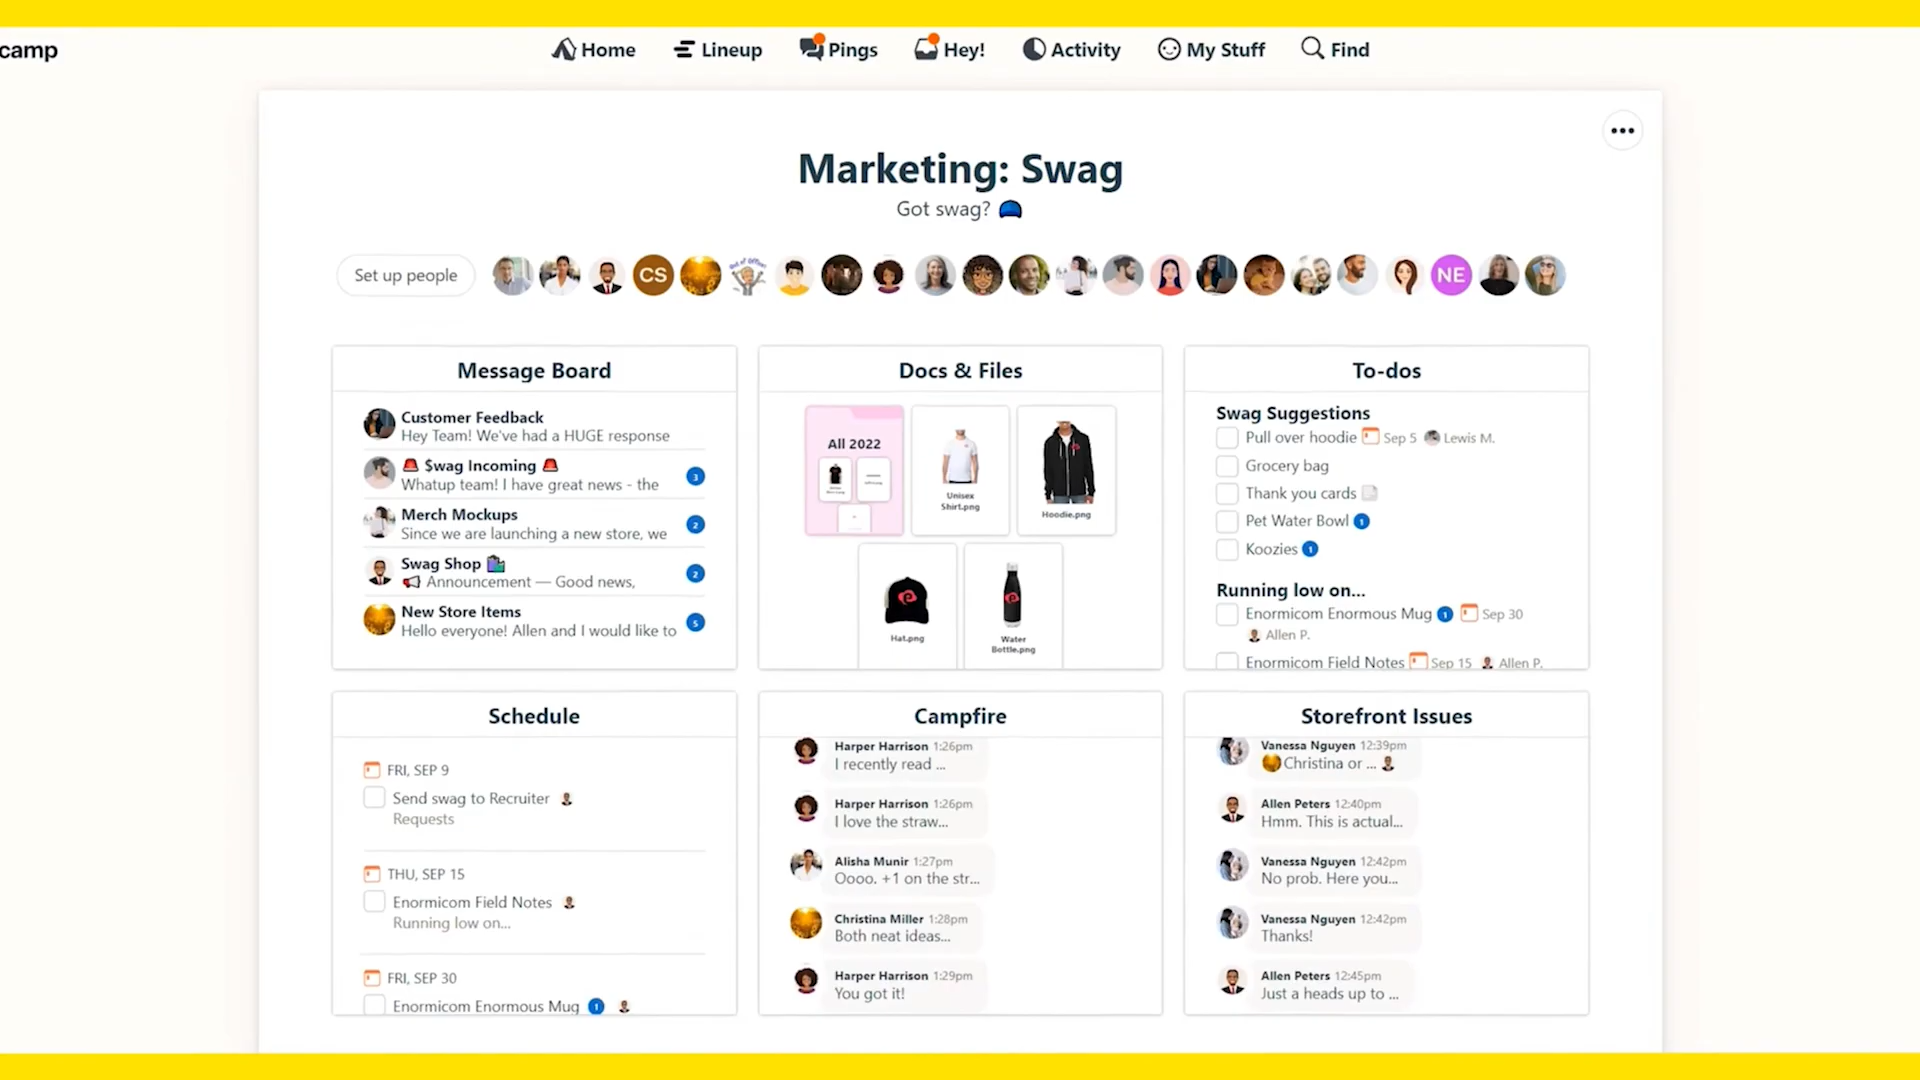 camp
Home
Lineup
Pings
Hey!
Activity
My Stuff
Find
Marketing: Swag
Got swag?
Set up people
CS
Out of Office!
NE
Message Board
Customer Feedback
Hey Team! We've had a HUGE response
$wag Incoming
Whatup team! I have great news - the
3
Merch Mockups
Since we are launching a new store, we
2
Swag Shop
Announcement — Good news,
2
New Store Items
Hello everyone! Allen and I would like to
5
Docs & Files
All 2022
Unisex
Shirt.png
Hoodie.png
Hat.png
Water
Bottle.png
To-dos
Swag Suggestions
Pull over hoodie Sep 5 Lewis M.
Grocery bag
Thank you cards
Pet Water Bowl 1
Koozies 1
Running low on...
Enormicom Enormous Mug 1 Sep 30
Allen P.
Enormicom Field Notes Sep 15 Allen P.
Schedule
FRI, SEP 9
Send swag to Recruiter
Requests
THU, SEP 15
Enormicom Field Notes
Running low on...
FRI, SEP 30
Enormicom Enormous Mug 1
Campfire
Harper Harrison 1:26pm
I recently read ...
Harper Harrison 1:26pm
I love the straw...
Alisha Munir 1:27pm
Oooo. +1 on the str...
Christina Miller 1:28pm
Both neat ideas...
Harper Harrison 1:29pm
You got it!
Storefront Issues
Vanessa Nguyen 12:39pm
Christina or ...
Allen Peters 12:40pm
Hmm. This is actual...
Vanessa Nguyen 12:42pm
No prob. Here you...
Vanessa Nguyen 12:42pm
Thanks!
Allen Peters 12:45pm
Just a heads up to ...